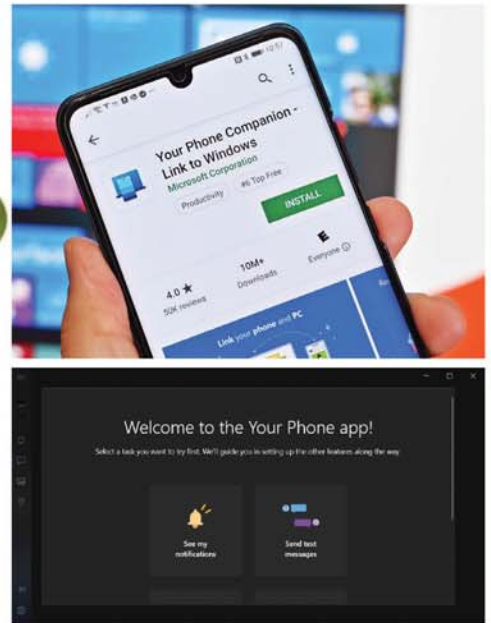 10:57
Your Phone Companion -
Link to Windows
Microsoft Corporation
Productivity
#6 Top Free
INSTALL
4.0 ★
50K reviews
10M+
Downloads
E
Everyone
Link your phone and PC
Welcome to the Your Phone app!
Select a task you want to try first. We'll guide you in setting up the other features along the way.
See my
notifications
Send text
messages